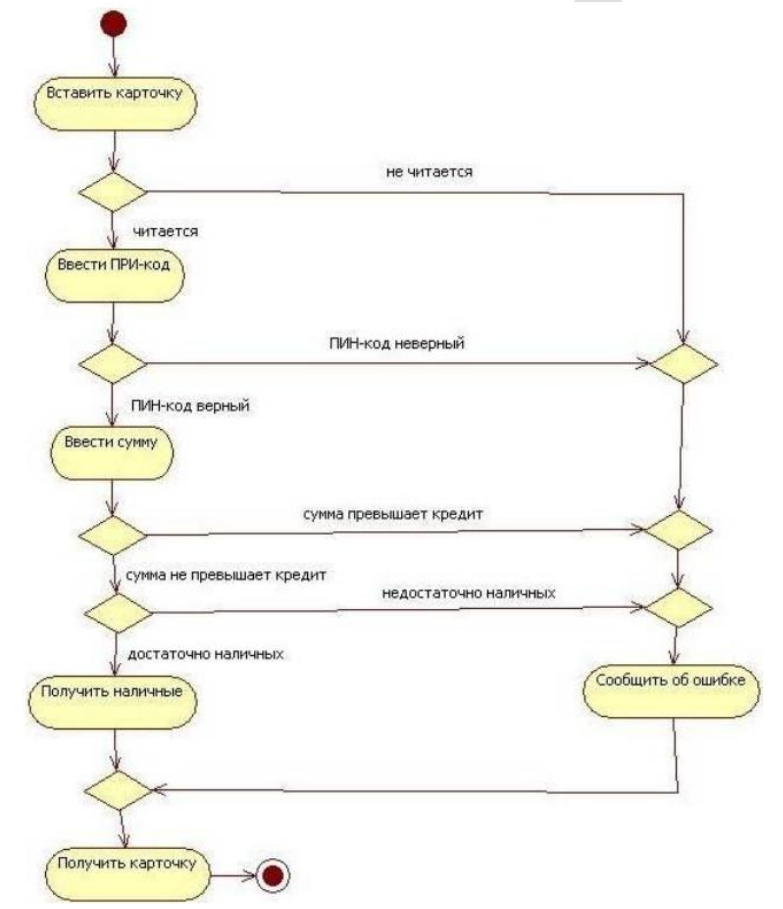 Вставить карточку
не читается
читается
Ввести ПРИ-код
ПИН-код неверный
ПИН-код верный
Ввести сумму
сумма превышает кредит
сумма не превышает кредит
недостаточно наличных
достаточно наличных
Получить наличные
Сообщить об ошибке
Получить карточку